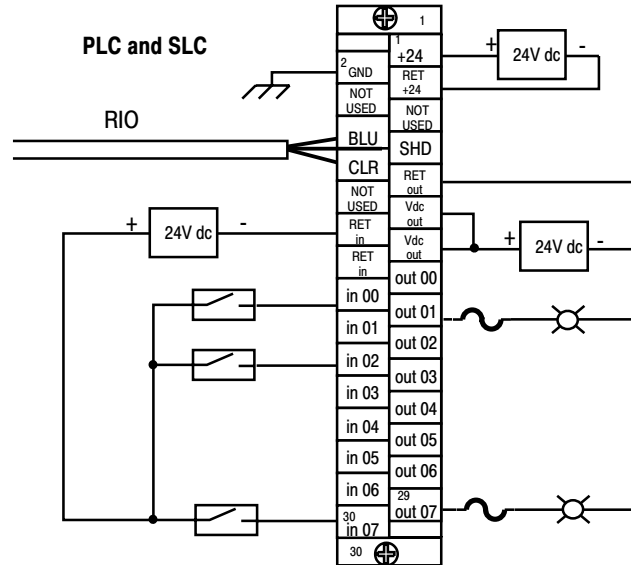 PLC and SLC
RIO
1
2
GND
NOT
USED
BLU
CLR
NOT
USED
RET
in
RET
in
in 00
in 01
in 02
in 03
in 04
in 05
in 06
30
in 07
30
1
+24
RET
+24
NOT
USED
SHD
RET
out
Vdc
out
Vdc
out
out 00
out 01
out 02
out 03
out 04
out 05
out 06
29
out 07
+ 24V dc -
+ 24V dc -
+ 24V dc -